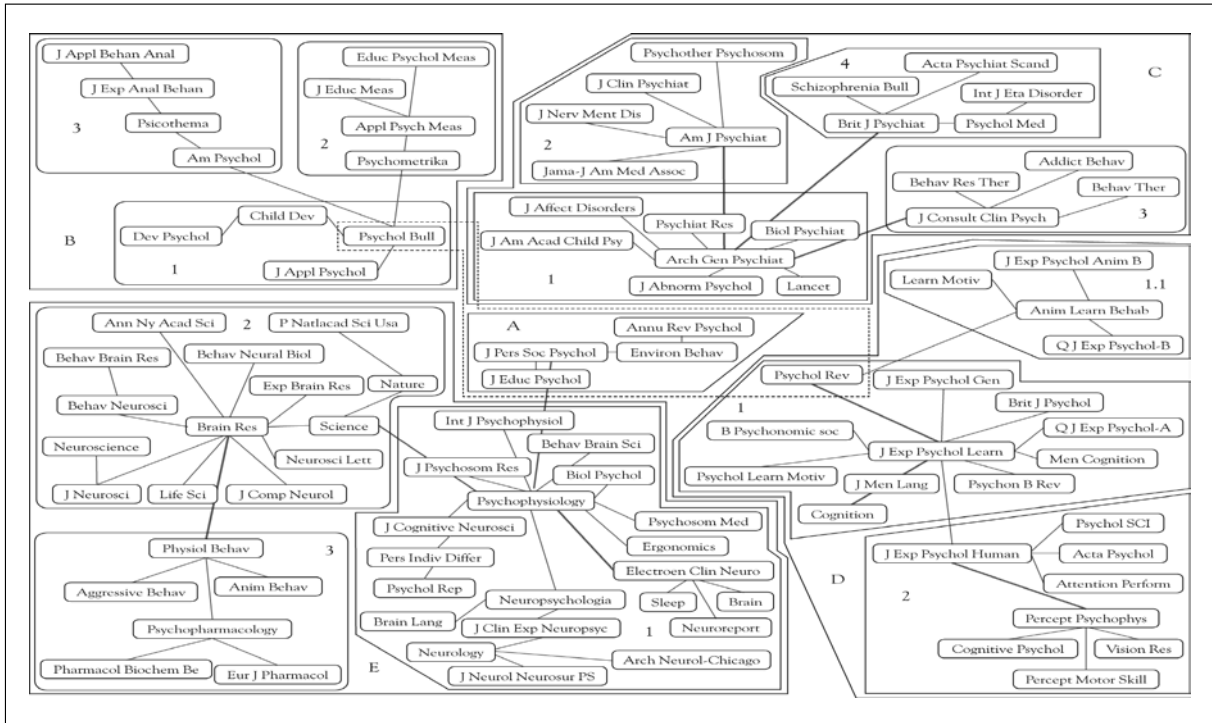 J Appl Behan Anal
J Exp Anal Behan
Psicothema
Am Psychol
3
Educ Psychol Meas
J Educ Meas
Appl Psych Meas
Psychometrika
2
Child Dev
Dev Psychol
Psychol Bull
J Appl Psychol
B
1
Psychother Psychosom
J Clin Psychiat
J Nerv Ment Dis
Am J Psychiat
Jama-J Am Med Assoc
2
4
Acta Psychiat Scand
Schizophrenia Bull
Int J Eta Disorder
Brit J Psychiat
Psychol Med
C
Addict Behav
Behav Res Ther
Behav Ther
J Consult Clin Psych
3
J Affect Disorders
Psychiat Res
Biol Psychiat
J Am Acad Child Psy
Arch Gen Psychiat
J Abnorm Psychol
Lancet
1
J Exp Psychol Anim B
Learn Motiv
1.1
Anim Learn Behab
Q J Exp Psychol-B
A
Annu Rev Psychol
J Pers Soc Psychol
Environ Behav
J Educ Psychol
Ann Ny Acad Sci
2
P Natlacad Sci Usa
Behav Brain Res
Behav Neural Biol
Exp Brain Res
Nature
Behav Neurosci
Brain Res
Science
Neuroscience
Neurosci Lett
J Neurosci
Life Sci
J Comp Neurol
Physiol Behav
3
Aggressive Behav
Anim Behav
Psychopharmacology
Pharmacol Biochem Be
Eur J Pharmacol
Int J Psychophysiol
Behav Brain Sci
J Psychosom Res
Biol Psychol
Psychophysiology
J Cognitive Neurosci
Psychosom Med
Pers Indiv Differ
Ergonomics
Psychol Rep
Electroen Clin Neuro
Neuropsychologia
Sleep
Brain
Brain Lang
J Clin Exp Neuropsyc
Neuroreport
1
Neurology
Arch Neurol-Chicago
J Neurol Neurosur PS
E
Psychol Rev
J Exp Psychol Gen
1
Brit J Psychol
B Psychonomic soc
Q J Exp Psychol-A
J Exp Psychol Learn
Men Cognition
Psychol Learn Motiv
J Men Lang
Psychon B Rev
Cognition
Psychol SCI
J Exp Psychol Human
Acta Psychol
D
Attention Perform
2
Percept Psychophys
Cognitive Psychol
Vision Res
Percept Motor Skill